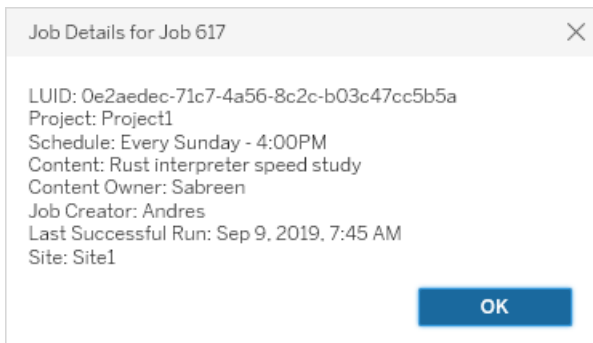 Job Details for Job 617
LUID: 0e2aedec-71c7-4a56-8c2c-b03c47cc5b5a
Project: Project1
Schedule: Every Sunday - 4:00PM
Content: Rust interpreter speed study
Content Owner: Sabreen
Job Creator: Andres
Last Successful Run: Sep 9, 2019, 7:45 AM
Site: Site1
OK